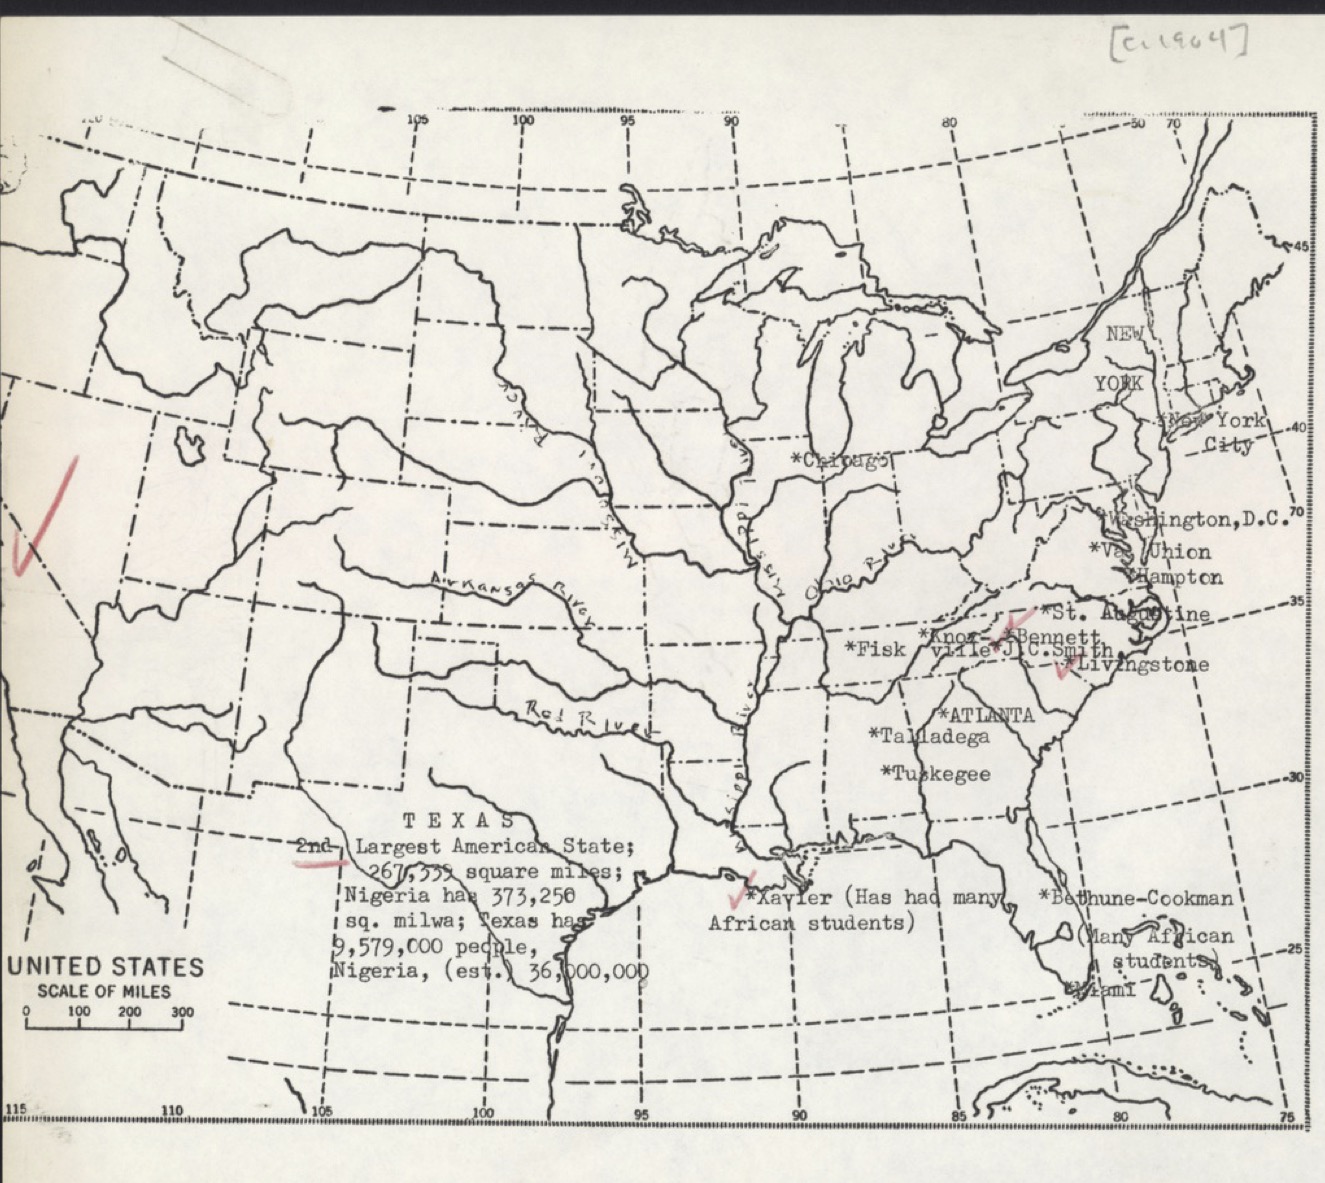 [c. 1964]
105 100 95 90 80 50 70
45
NEW
YORK
*New York
City
40
*Chicago
70
*Washington,D.C.
*Va. Union
*Hampton
35
*St. Augustine
*Knox- *Bennett
*Fisk ville *J.C.Smith
*Livingstone
Missouri River
Mississippi River
Ohio River
Arkansas River
Red River
*ATLANTA
*Talladega
*Tuskegee
30
TEXAS
2nd Largest American State;
267,339 square miles;
Nigeria has 373,250
sq. milwa; Texas has
9,579,000 people,
Nigeria, (est.) 36,000,000
*Xavier (Has had many
African students)
*Bethune-Cookman
(Many African
students)
*Miami
25
UNITED STATES
SCALE OF MILES
0 100 200 300
115 110 105 100 95 90 85 80 75